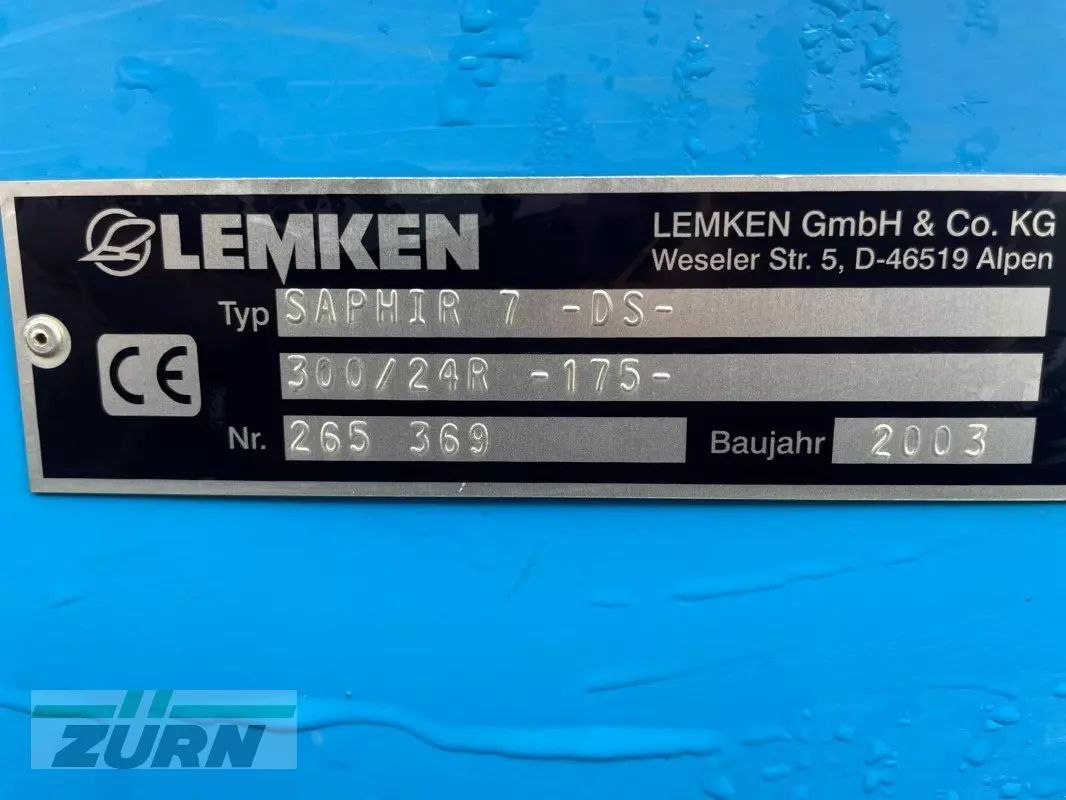 LEMKEN
LEMKEN GmbH & Co. KG
Weseler Str. 5, D-46519 Alpen
Typ SAPHIR 7 -DS-
300/24R -175-
CE
Nr. 265 369 Baujahr 2003
ZÜRN